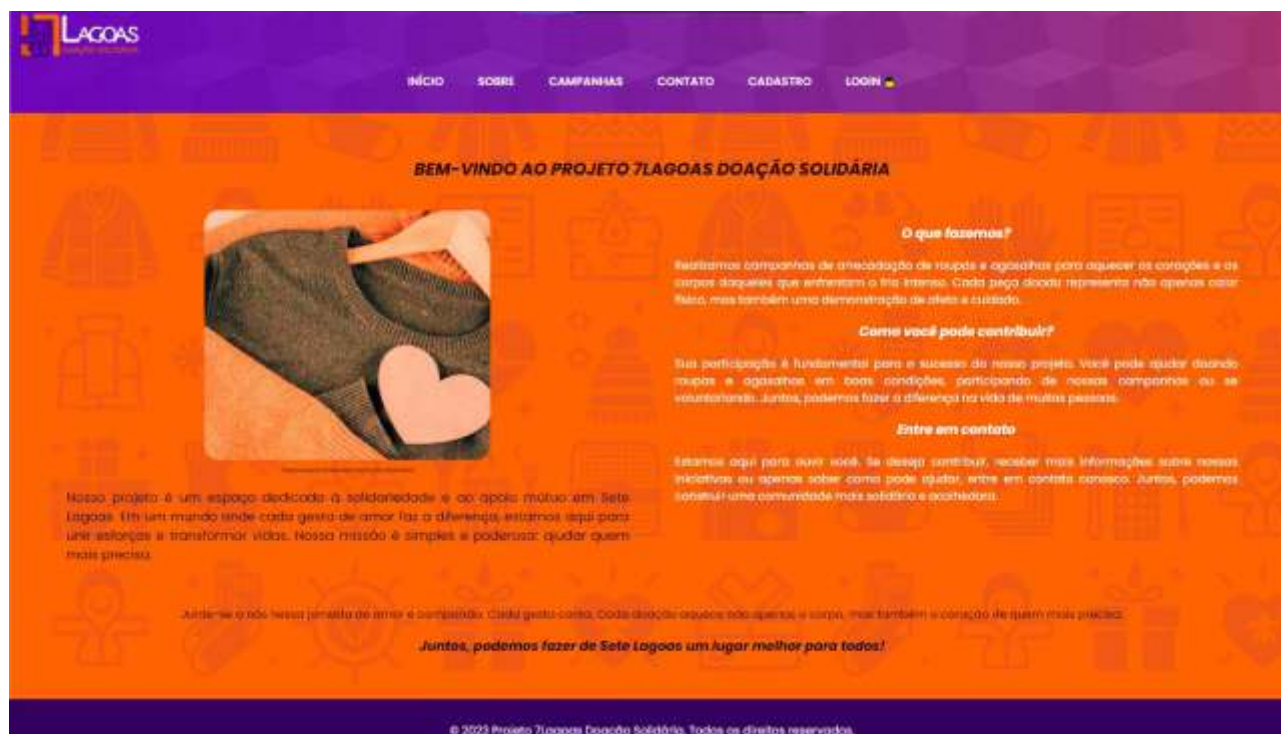 7LAGOAS
INÍCIO SOBRE CAMPANHAS CONTATO CADASTRO LOGIN
BEM-VINDO AO PROJETO 7LAGOAS DOAÇÃO SOLIDÁRIA
Nosso projeto é um espaço dedicado à solidariedade e ao apoio mútuo em Sete
Lagoas. Em um mundo onde cada gesto de amor faz a diferença, estamos aqui para
unir esforços e transformar vidas. Nossa missão é simples e poderosa: ajudar quem
mais precisa.
O que fazemos?
Realizamos campanhas de arrecadação de roupas e agasalhos para aquecer os corações e os
corpos daqueles que enfrentam o frio intenso. Cada peça doada representa não apenas calor
físico, mas também uma demonstração de afeto e cuidado.
Como você pode contribuir?
Sua participação é fundamental para o sucesso do nosso projeto. Você pode ajudar doando
roupas e agasalhos em boas condições, participando de nossas campanhas ou se
voluntariando. Juntos, podemos fazer a diferença na vida de muitas pessoas.
Entre em contato
Estamos aqui para ouvir você. Se deseja contribuir, receber mais informações sobre nossas
iniciativas ou apenas saber como pode ajudar, entre em contato conosco. Juntos, podemos
construir uma comunidade mais solidária e acolhedora.
Junte-se a nós nessa jornada de amor e compaixão. Cada gesto conta. Cada doação aquece não apenas o corpo, mas também o coração de quem mais precisa.
Juntos, podemos fazer de Sete Lagoas um lugar melhor para todos!
© 2023 Projeto 7Lagoas Doação Solidária. Todos os direitos reservados.